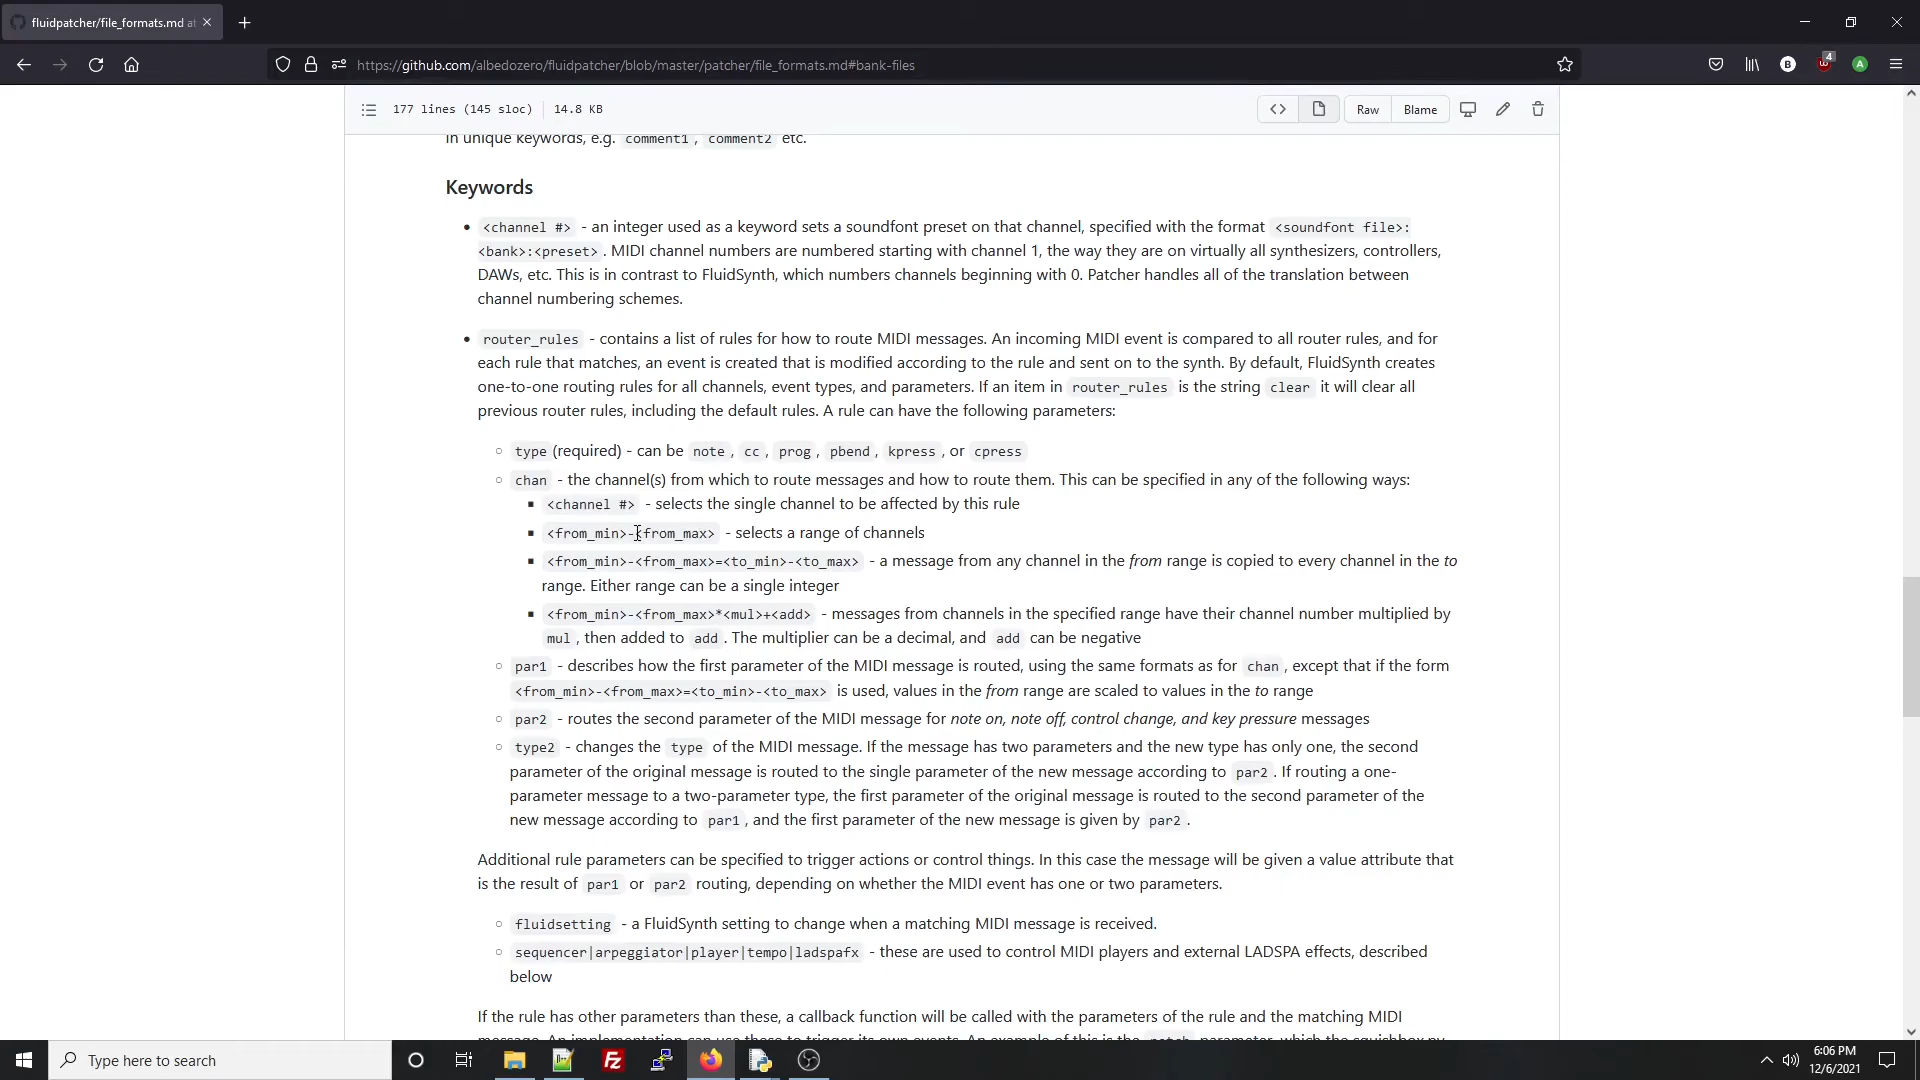 fluidpatcher/file_formats.md at
https://github.com/albedozero/fluidpatcher/blob/master/patcher/file_formats.md#bank-files
4
B
A
177 lines (145 sloc) 14.8 KB
Raw Blame
in unique keywords, e.g. comment1, comment2 etc.
Keywords
<channel #> - an integer used as a keyword sets a soundfont preset on that channel, specified with the format <soundfont file>:
<bank>:<preset>. MIDI channel numbers are numbered starting with channel 1, the way they are on virtually all synthesizers, controllers,
DAWs, etc. This is in contrast to FluidSynth, which numbers channels beginning with 0. Patcher handles all of the translation between
channel numbering schemes.
router_rules - contains a list of rules for how to route MIDI messages. An incoming MIDI event is compared to all router rules, and for
each rule that matches, an event is created that is modified according to the rule and sent on to the synth. By default, FluidSynth creates
one-to-one routing rules for all channels, event types, and parameters. If an item in router_rules is the string clear it will clear all
previous router rules, including the default rules. A rule can have the following parameters:
type (required) - can be note, cc, prog, pbend, kpress, or cpress
chan - the channel(s) from which to route messages and how to route them. This can be specified in any of the following ways:
<channel #> - selects the single channel to be affected by this rule
<from_min>-<from_max> - selects a range of channels
<from_min>-<from_max>=<to_min>-<to_max> - a message from any channel in the from range is copied to every channel in the to
range. Either range can be a single integer
<from_min>-<from_max>*<mul>+<add> - messages from channels in the specified range have their channel number multiplied by
mul, then added to add. The multiplier can be a decimal, and add can be negative
par1 - describes how the first parameter of the MIDI message is routed, using the same formats as for chan, except that if the form
<from_min>-<from_max>=<to_min>-<to_max> is used, values in the from range are scaled to values in the to range
par2 - routes the second parameter of the MIDI message for note on, note off, control change, and key pressure messages
type2 - changes the type of the MIDI message. If the message has two parameters and the new type has only one, the second
parameter of the original message is routed to the single parameter of the new message according to par2. If routing a one-
parameter message to a two-parameter type, the first parameter of the original message is routed to the second parameter of the
new message according to par1, and the first parameter of the new message is given by par2.
Additional rule parameters can be specified to trigger actions or control things. In this case the message will be given a value attribute that
is the result of par1 or par2 routing, depending on whether the MIDI event has one or two parameters.
fluidsetting - a FluidSynth setting to change when a matching MIDI message is received.
sequencer|arpeggiator|player|tempo|ladspafx - these are used to control MIDI players and external LADSPA effects, described
below
If the rule has other parameters than these, a callback function will be called with the parameters of the rule and the matching MIDI
message. An implementation can use these to trigger its own events. An example of this is the patch parameter, which the squishbox.py
Type here to search
6:06 PM
12/6/2021